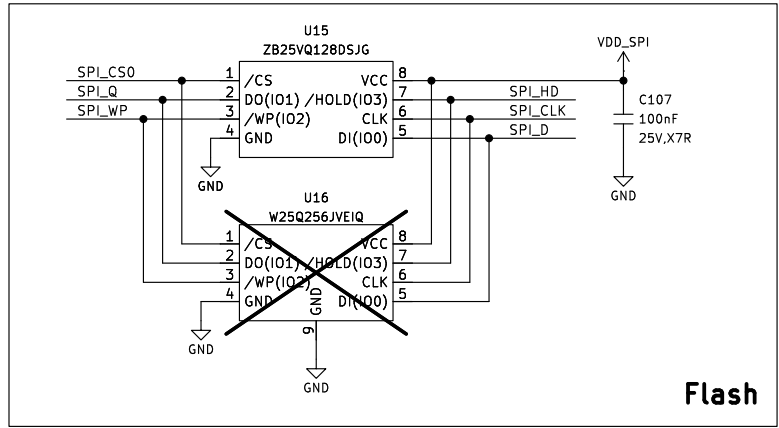 U15
ZB25VQ128DSJG
VDD_SPI
SPI_CS0
1
/CS
VCC
8
SPI_Q
2
DO(IO1)
/HOLD(IO3)
7
SPI_HD
SPI_WP
3
/WP(IO2)
CLK
6
SPI_CLK
4
GND
DI(IO0)
5
SPI_D
C107
100nF
25V,X7R
GND
GND
U16
W25Q256JVEIQ
1
/CS
VCC
8
2
DO(IO1)
/HOLD(IO3)
7
3
/WP(IO2)
CLK
6
4
GND
DI(IO0)
5
GND
9
GND
GND
Flash